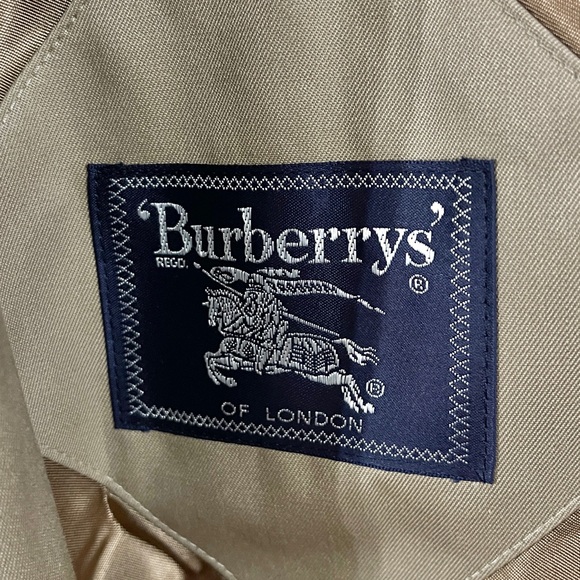 'Burberrys'
REGD. ®
®
OF LONDON